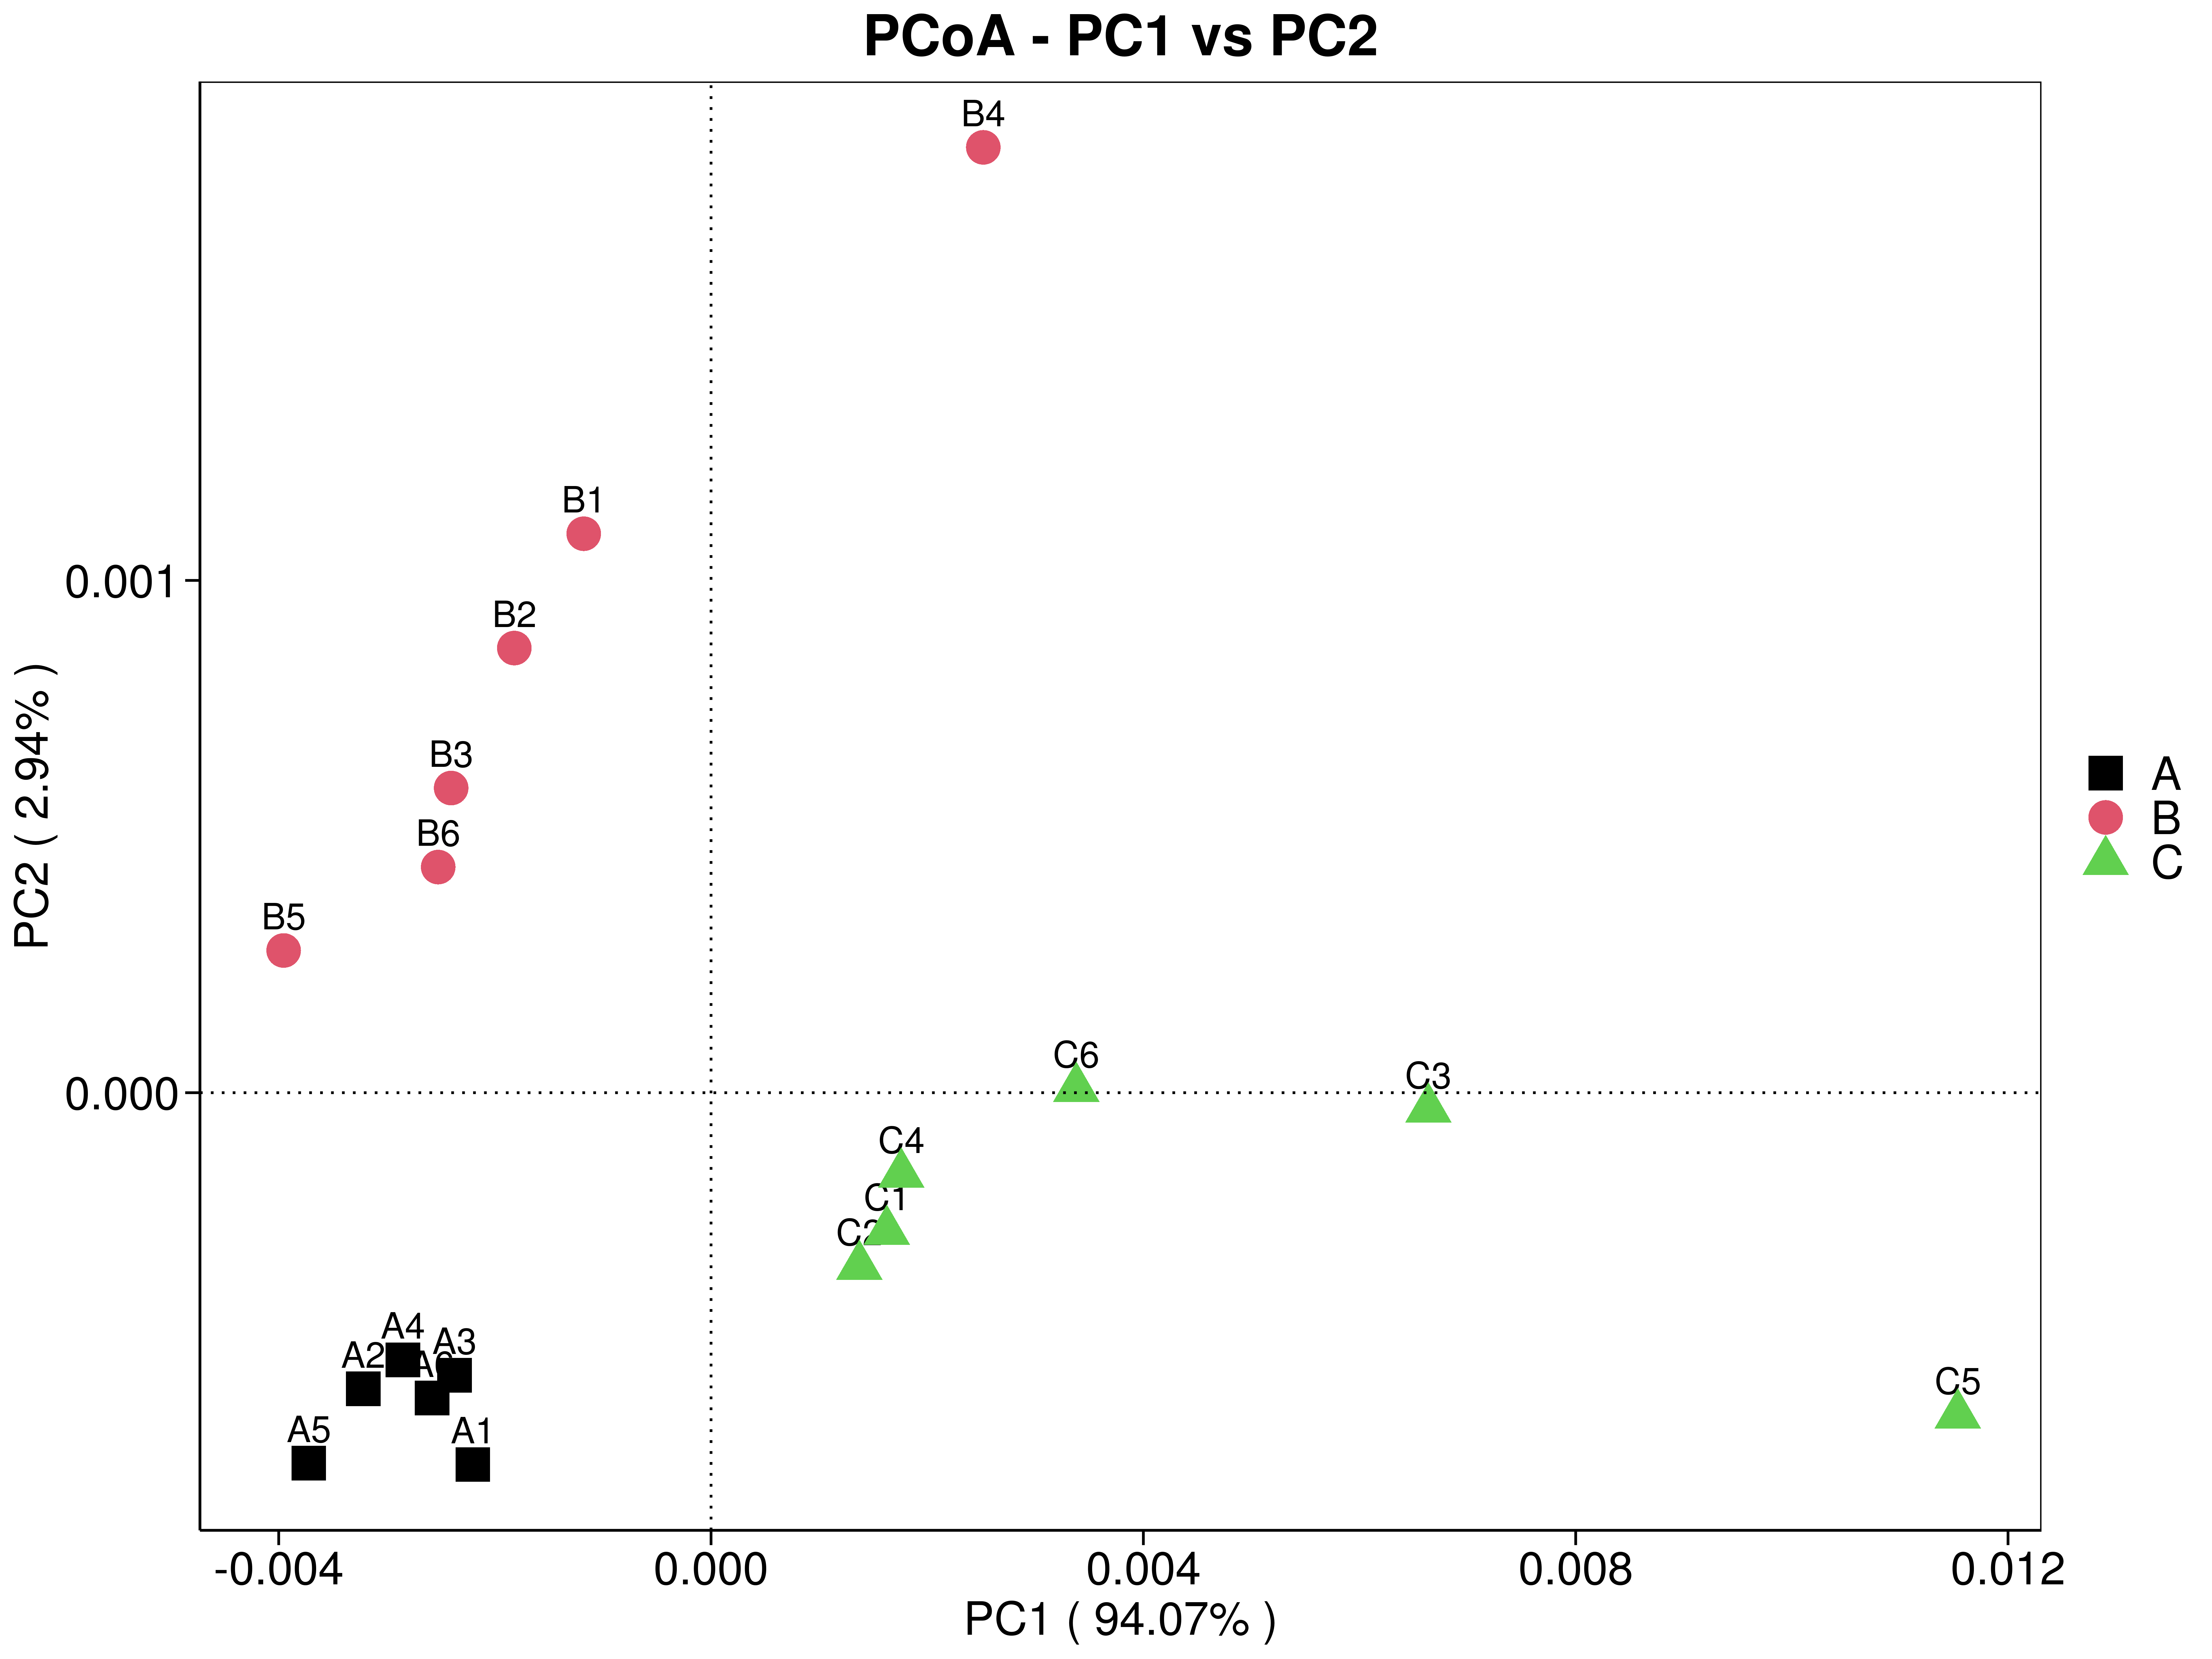 PCoA - PC1 vs PC2
B4
B1
0.001
B2
B3
B6
B5
PC2 ( 2.94% )
A
B
C
C6
C3
0.000
C4
C1
A4
A3
A2
C5
A5
A1
-0.004 0.000 0.004 0.008 0.012
PC1 ( 94.07% )